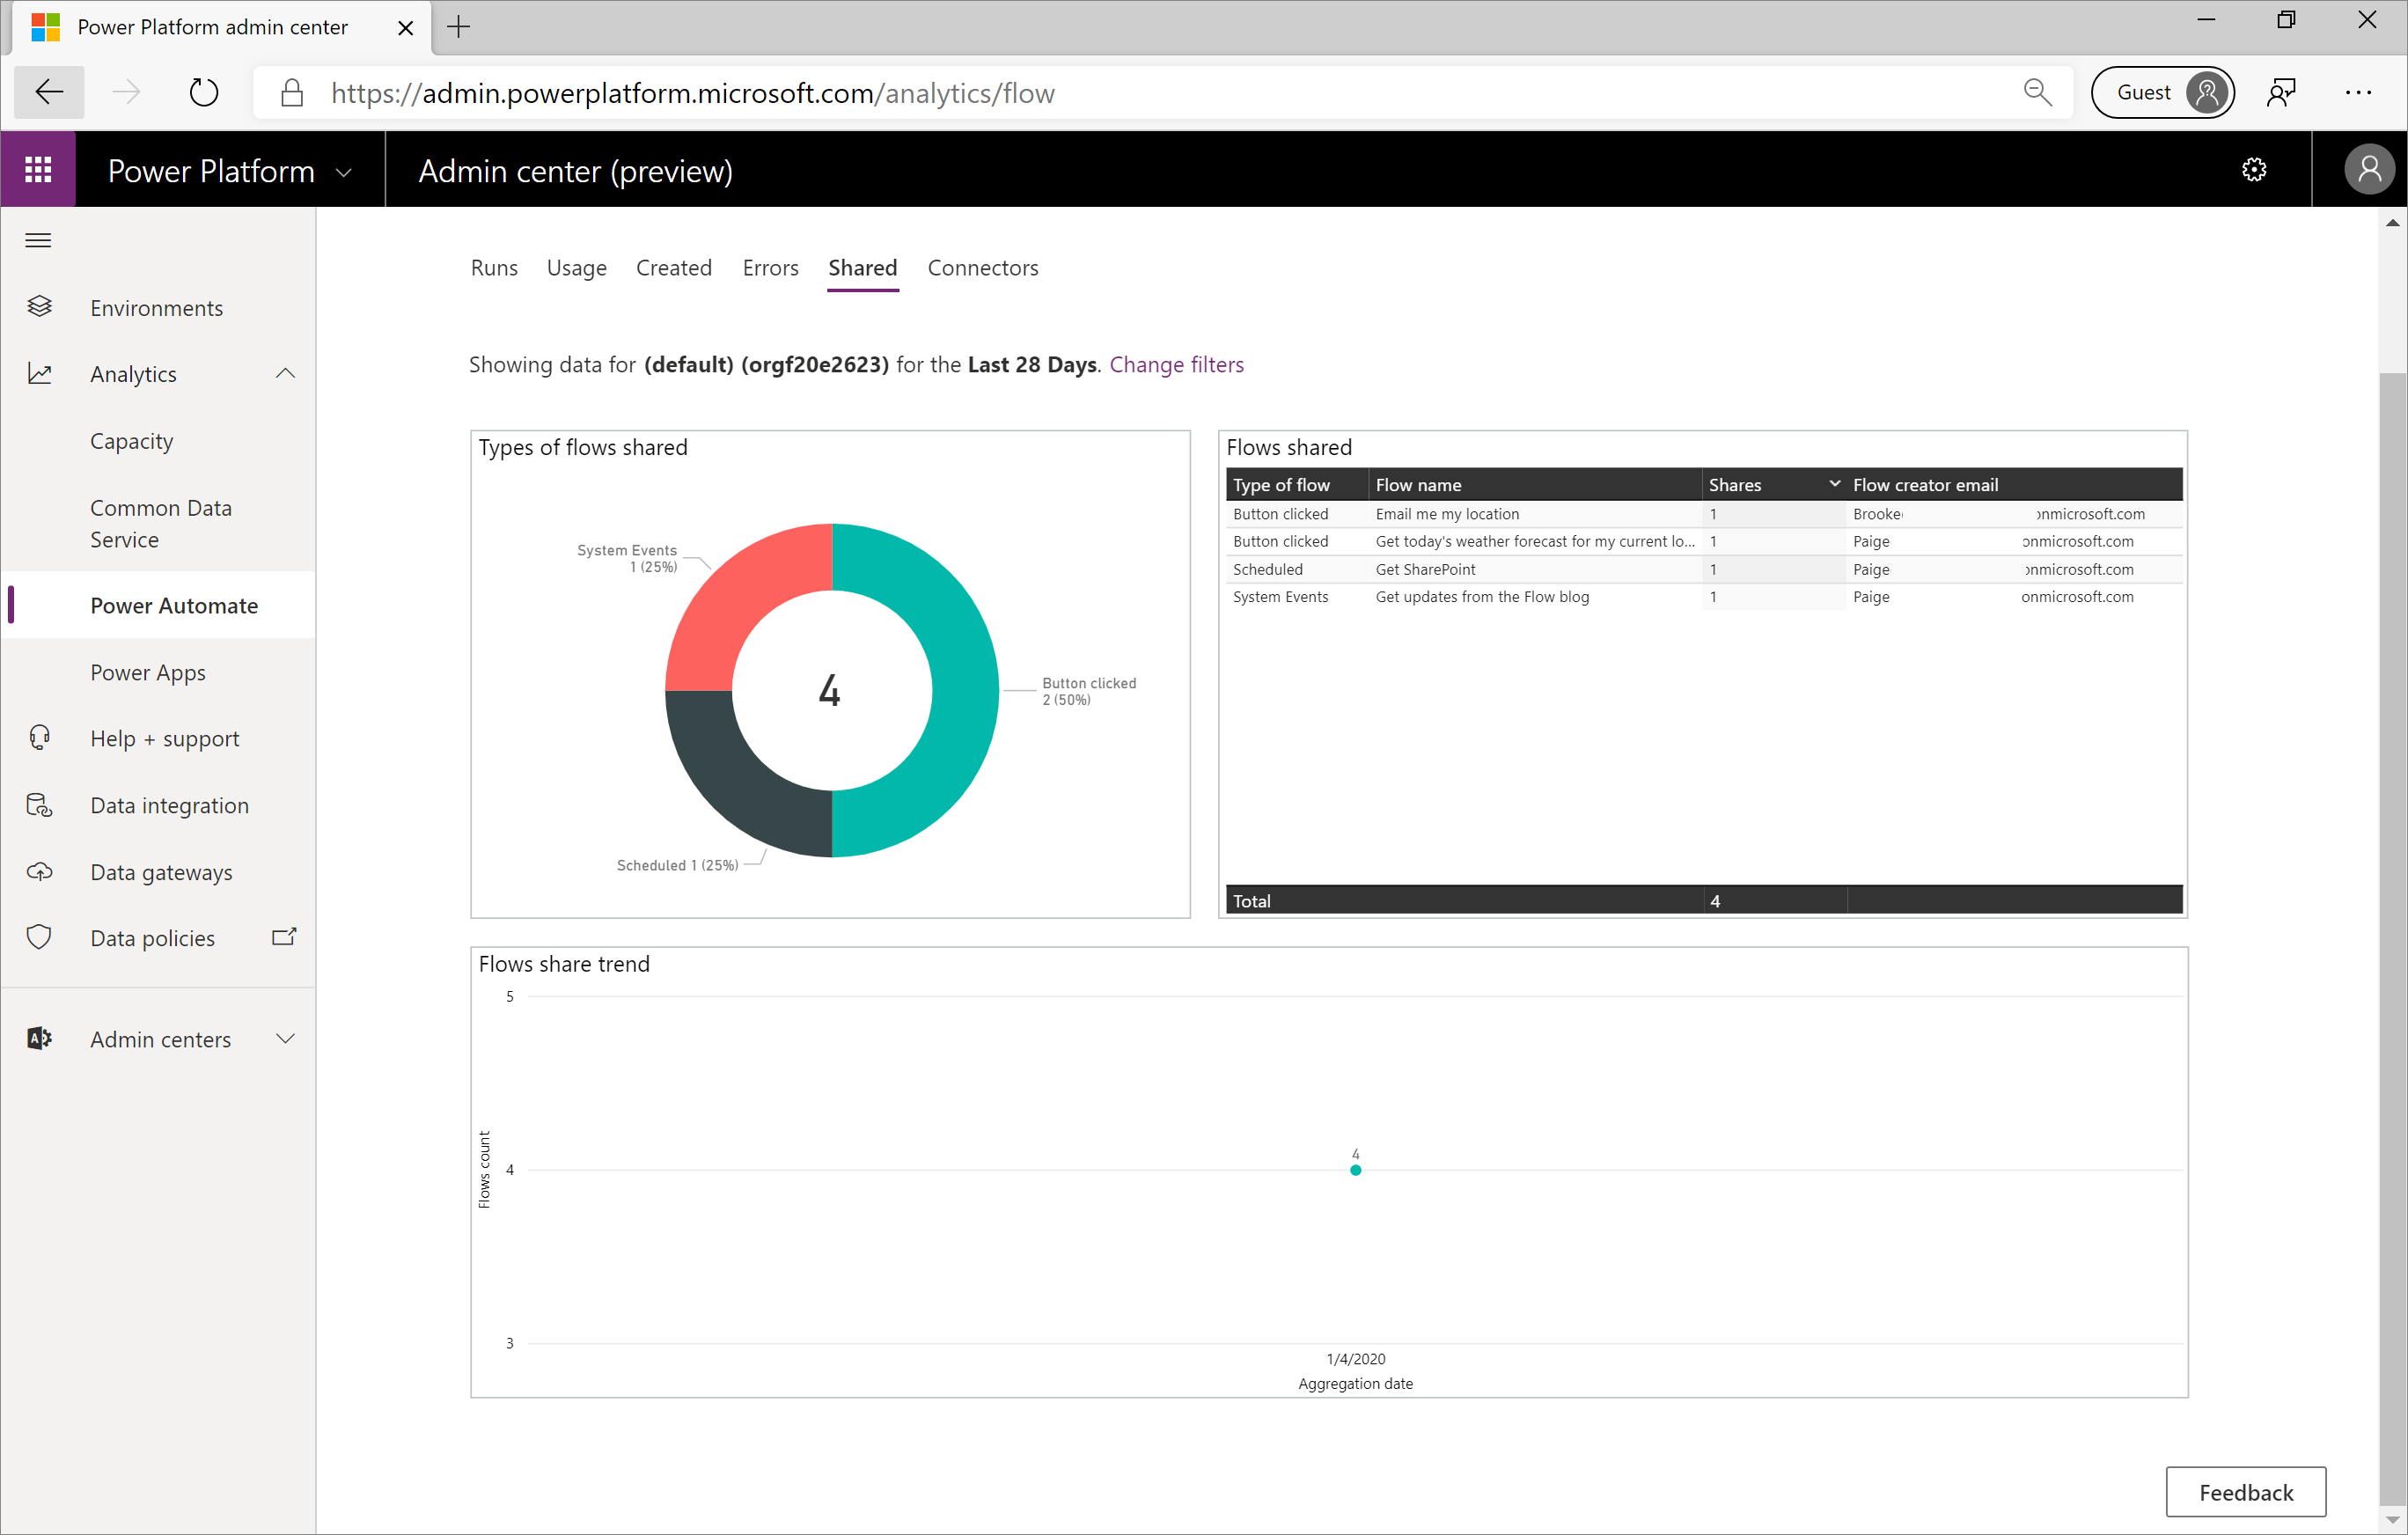 Power Platform admin center
https://admin.powerplatform.microsoft.com/analytics/flow
Guest
Power Platform
Admin center (preview)
Environments
Analytics
Capacity
Common Data
Service
Power Automate
Power Apps
Help + support
Data integration
Data gateways
Data policies
Admin centers
Runs Usage Created Errors Shared Connectors
Showing data for (default) (orgf20e2623) for the Last 28 Days. Change filters
Types of flows shared
System Events
1 (25%)
4
Button clicked
2 (50%)
Scheduled 1 (25%)
Flows shared
Type of flow Flow name Shares Flow creator email
Button clicked Email me my location 1 Brooke onmicrosoft.com
Button clicked Get today's weather forecast for my current lo... 1 Paige onmicrosoft.com
Scheduled Get SharePoint 1 Paige onmicrosoft.com
System Events Get updates from the Flow blog 1 Paige onmicrosoft.com
Total 4
Flows share trend
5
4
3
Flows count
4
1/4/2020
Aggregation date
Feedback